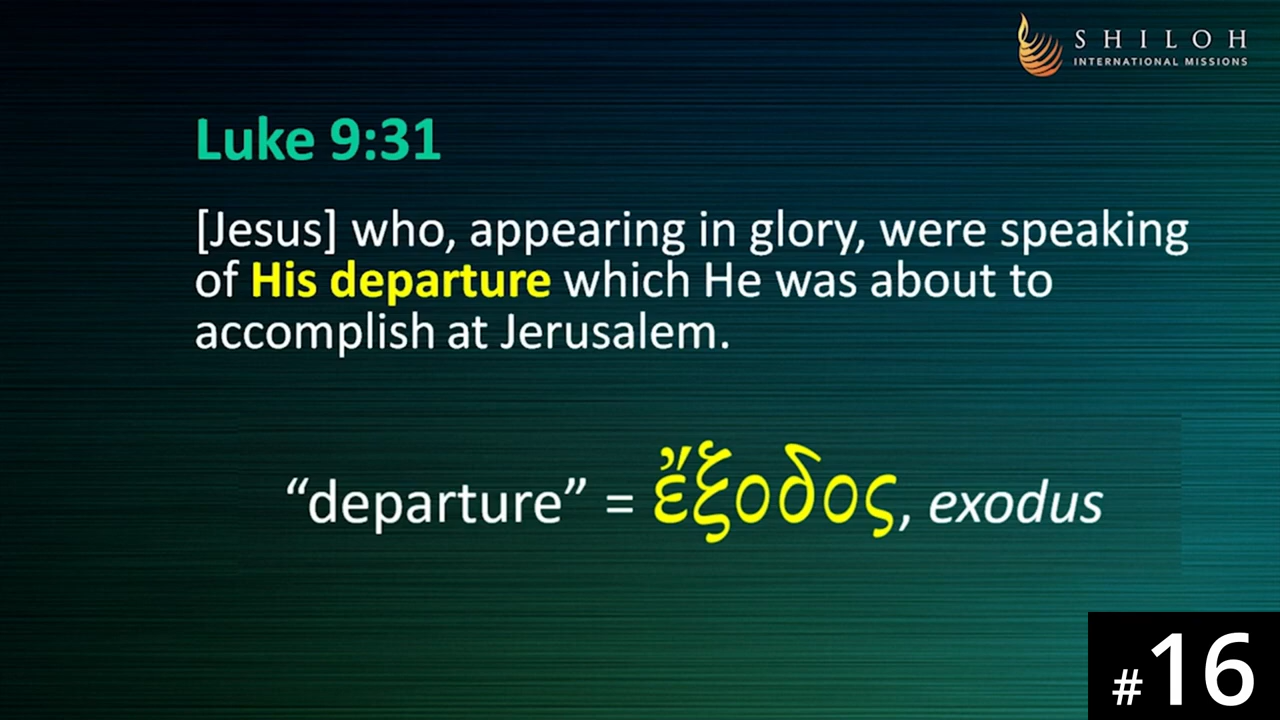 SHILOH
INTERNATIONAL MISSIONS
Luke 9:31
[Jesus] who, appearing in glory, were speaking
of His departure which He was about to
accomplish at Jerusalem.
“departure” = ἔξοδος, exodus
#16